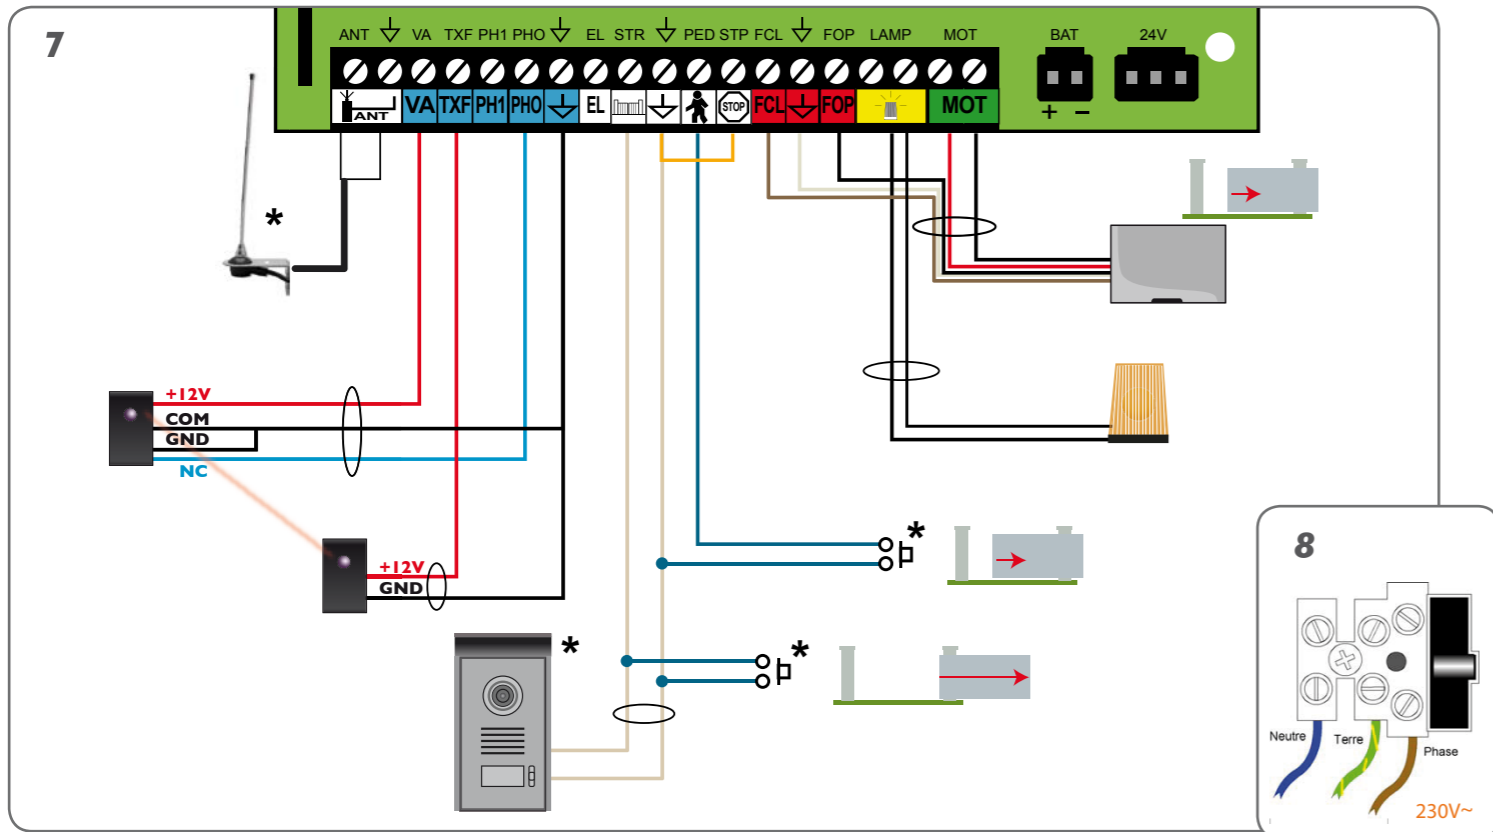 7
ANT VA TXF PH1 PHO EL STR PED STP FCL FOP LAMP MOT BAT 24V
ANT VA TXF PH1 PHO EL STOP FCL FOP MOT + −
*
+12V
COM
GND
NC
+12V
GND
*
*
*
8
Neutre Terre Phase
230V~